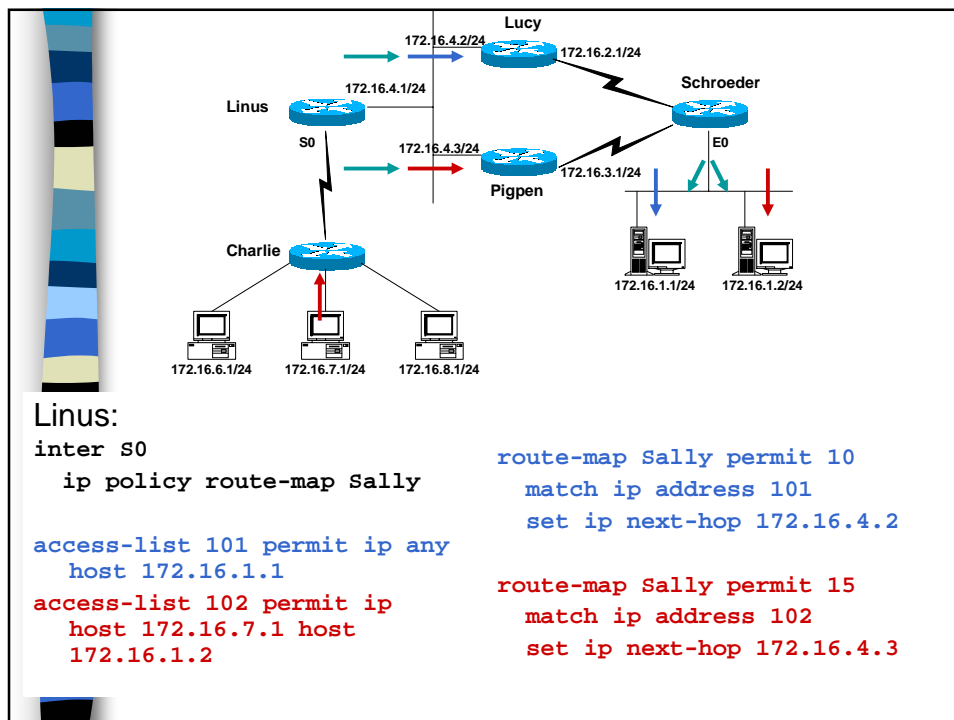 Lucy
172.16.4.2/24
172.16.2.1/24
Schroeder
172.16.4.1/24
Linus
S0
172.16.4.3/24
E0
172.16.3.1/24
Pigpen
Charlie
172.16.1.1/24
172.16.1.2/24
172.16.6.1/24
172.16.7.1/24
172.16.8.1/24
Linus:
inter S0
ip policy route-map Sally
access-list 101 permit ip any
host 172.16.1.1
access-list 102 permit ip
host 172.16.7.1 host
172.16.1.2
route-map Sally permit 10
match ip address 101
set ip next-hop 172.16.4.2
route-map Sally permit 15
match ip address 102
set ip next-hop 172.16.4.3